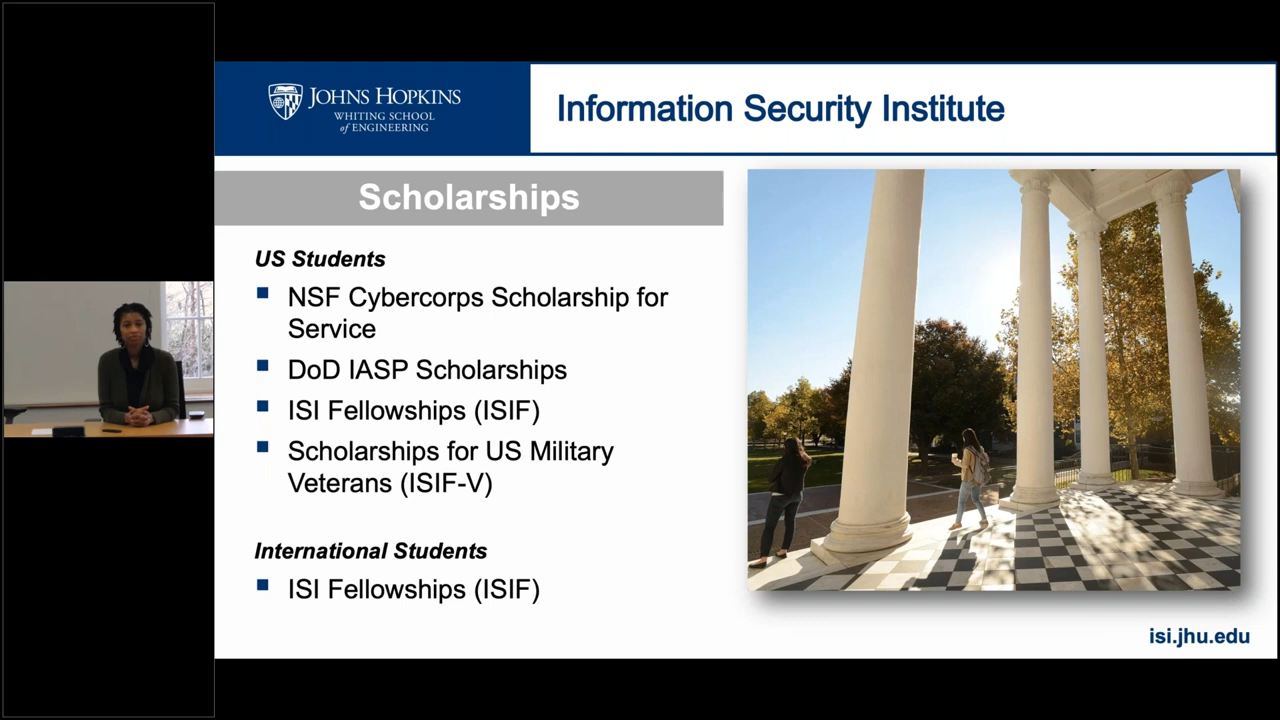 JOHNS HOPKINS
WHITING SCHOOL
of ENGINEERING
Information Security Institute
Scholarships
US Students
NSF Cybercorps Scholarship for
Service
DoD IASP Scholarships
ISI Fellowships (ISIF)
Scholarships for US Military
Veterans (ISIF-V)
International Students
ISI Fellowships (ISIF)
isi.jhu.edu